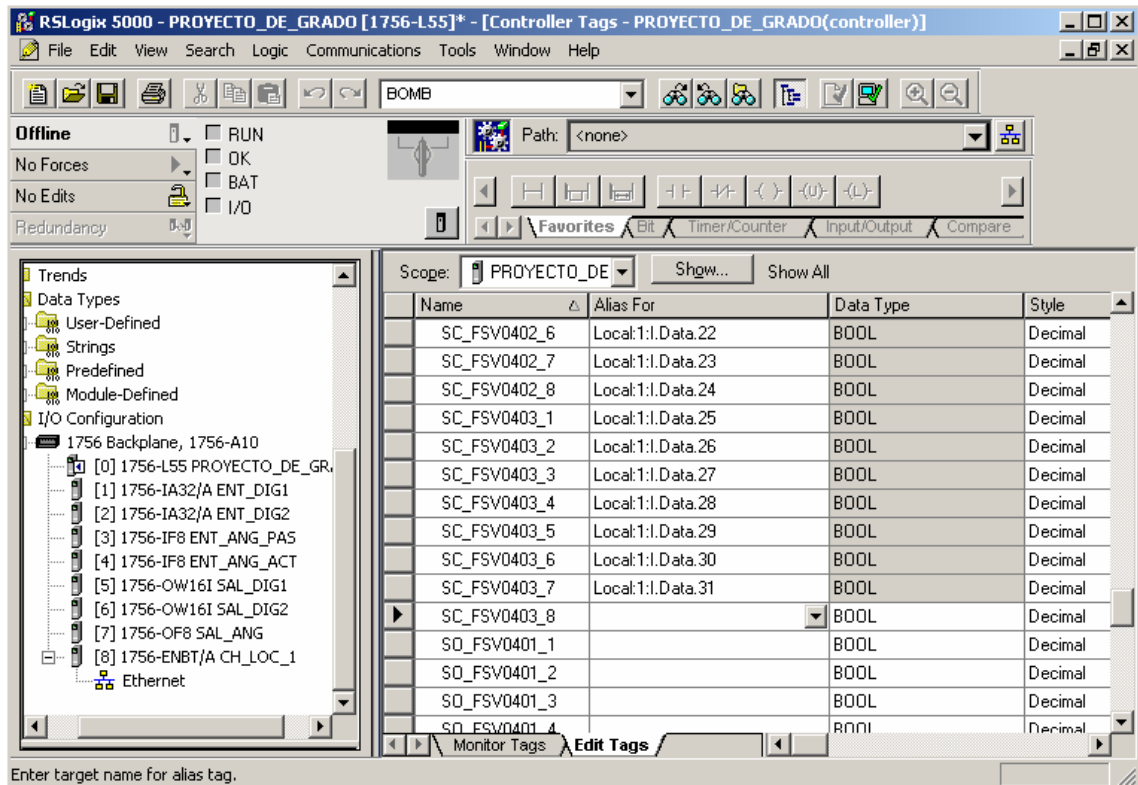 RSLogix 5000 - PROYECTO_DE_GRADO [1756-L55]* - [Controller Tags - PROYECTO_DE_GRADO(controller)]
File Edit View Search Logic Communications Tools Window Help
BOMB
Offline
RUN
Path: <none>
No Forces
OK
BAT
No Edits
I/O
Redundancy
Favorites Bit Timer/Counter Input/Output Compare
Trends
Data Types
User-Defined
Strings
Predefined
Module-Defined
I/O Configuration
1756 Backplane, 1756-A10
[0] 1756-L55 PROYECTO_DE_GR
[1] 1756-IA32/A ENT_DIG1
[2] 1756-IA32/A ENT_DIG2
[3] 1756-IF8 ENT_ANG_PAS
[4] 1756-IF8 ENT_ANG_ACT
[5] 1756-OW16I SAL_DIG1
[6] 1756-OW16I SAL_DIG2
[7] 1756-OF8 SAL_ANG
[8] 1756-ENBT/A CH_LOC_1
Ethernet
Scope: PROYECTO_DE Show... Show All
Name Alias For Data Type Style
SC_FSV0402_6 Local:1:I.Data.22 BOOL Decimal
SC_FSV0402_7 Local:1:I.Data.23 BOOL Decimal
SC_FSV0402_8 Local:1:I.Data.24 BOOL Decimal
SC_FSV0403_1 Local:1:I.Data.25 BOOL Decimal
SC_FSV0403_2 Local:1:I.Data.26 BOOL Decimal
SC_FSV0403_3 Local:1:I.Data.27 BOOL Decimal
SC_FSV0403_4 Local:1:I.Data.28 BOOL Decimal
SC_FSV0403_5 Local:1:I.Data.29 BOOL Decimal
SC_FSV0403_6 Local:1:I.Data.30 BOOL Decimal
SC_FSV0403_7 Local:1:I.Data.31 BOOL Decimal
SC_FSV0403_8 BOOL Decimal
SO_FSV0401_1 BOOL Decimal
SO_FSV0401_2 BOOL Decimal
SO_FSV0401_3 BOOL Decimal
SO_FSV0401_4 BOOL Decimal
Monitor Tags Edit Tags
Enter target name for alias tag.